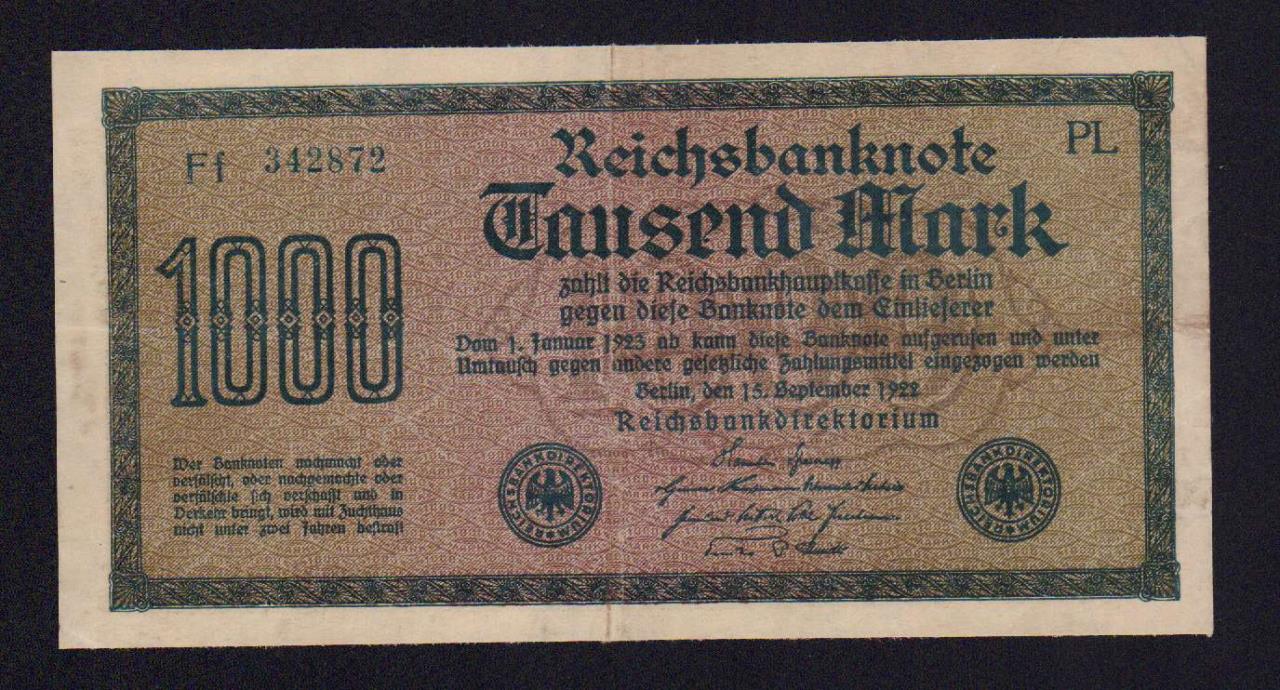 Ff 342872
PL
Reichsbanknote
Tausend Mark
1000
zahlt die Reichsbankhauptkasse in Berlin
gegen diese Banknote dem Einlieferer
Vom 1. Januar 1923 ab kann diese Banknote aufgerufen und unter
Umtausch gegen andere gesetzliche Zahlungsmittel eingezogen werden
Berlin, den 15. September 1922
Reichsbankdirektorium
Wer Banknoten nachmacht oder
verfälscht, oder nachgemachte oder
verfälschte sich verschafft und in
Verkehr bringt, wird mit Zuchthaus
nicht unter zwei Jahren bestraft
REICHSBANKDIREKTORIUM
REICHSBANKDIREKTORIUM